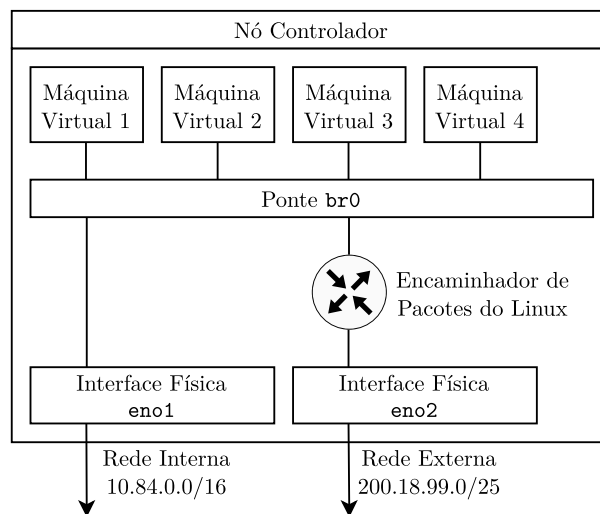 Nó Controlador
Máquina
Virtual 1
Máquina
Virtual 2
Máquina
Virtual 3
Máquina
Virtual 4
Ponte br0
Encaminhador de
Pacotes do Linux
Interface Física
eno1
Interface Física
eno2
Rede Interna
10.84.0.0/16
Rede Externa
200.18.99.0/25